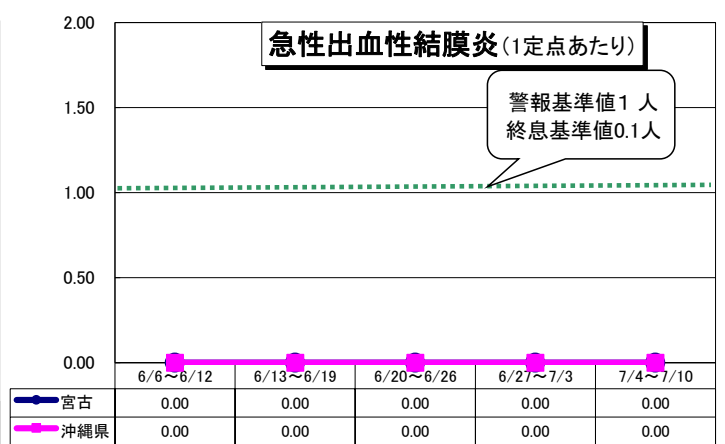 急性出血性結膜炎(1定点あたり)
警報基準値1 人
終息基準値0.1人
2.00
1.50
1.00
0.50
0.00
6/6～6/12 6/13～6/19 6/20～6/26 6/27～7/3 7/4～7/10
宮古 0.00 0.00 0.00 0.00 0.00
沖縄県 0.00 0.00 0.00 0.00 0.00